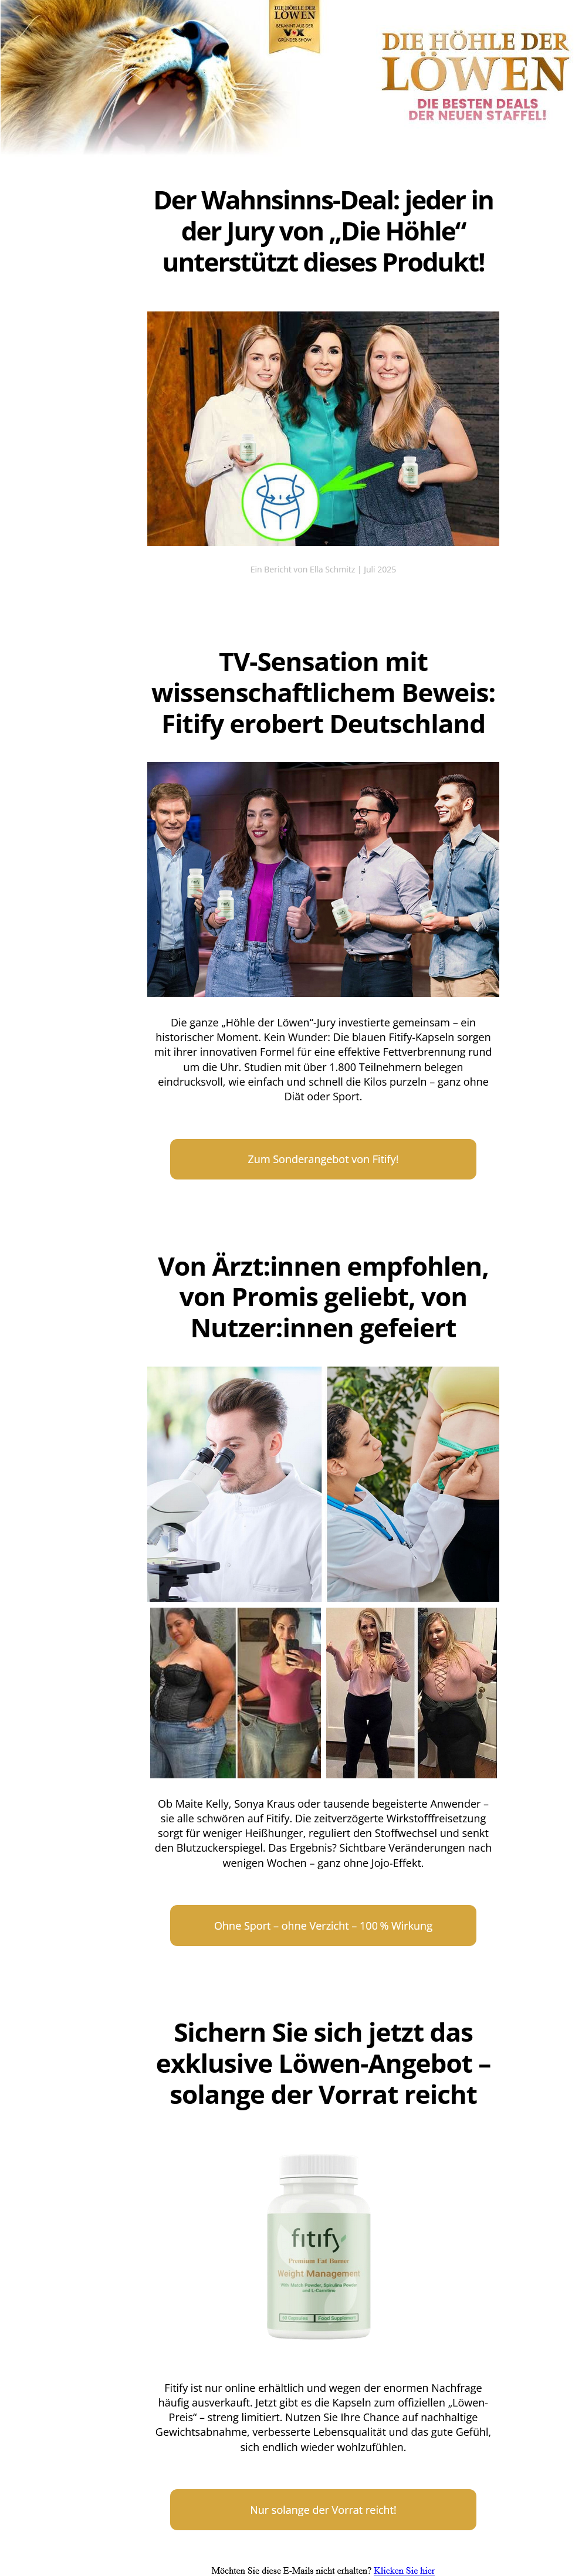 DIE HÖHLE DER
LÖWEN
BEKANNT AUS DER
VOX
GRÜNDER-SHOW
DIE HÖHLE DER
LÖWEN
DIE BESTEN DEALS
DER NEUEN STAFFEL!
Der Wahnsinns-Deal: jeder in
der Jury von „Die Höhle“
unterstützt dieses Produkt!
Ein Bericht von Ella Schmitz | Juli 2025
TV-Sensation mit
wissenschaftlichem Beweis:
Fitify erobert Deutschland
Die ganze „Höhle der Löwen“-Jury investierte gemeinsam – ein
historischer Moment. Kein Wunder: Die blauen Fitify-Kapseln sorgen
mit ihrer innovativen Formel für eine effektive Fettverbrennung rund
um die Uhr. Studien mit über 1.800 Teilnehmern belegen
eindrucksvoll, wie einfach und schnell die Kilos purzeln – ganz ohne
Diät oder Sport.
Zum Sonderangebot von Fitify!
Von Ärzt:innen empfohlen,
von Promis geliebt, von
Nutzer:innen gefeiert
Ob Maite Kelly, Sonya Kraus oder tausende begeisterte Anwender –
sie alle schwören auf Fitify. Die zeitverzögerte Wirkstofffreisetzung
sorgt für weniger Heißhunger, reguliert den Stoffwechsel und senkt
den Blutzuckerspiegel. Das Ergebnis? Sichtbare Veränderungen nach
wenigen Wochen – ganz ohne Jojo-Effekt.
Ohne Sport – ohne Verzicht – 100 % Wirkung
Sichern Sie sich jetzt das
exklusive Löwen-Angebot –
solange der Vorrat reicht
fitify
Premium Fat Burner
Weight Management
With Matcha Powder, Spirulina Powder
and L-Carnitine
Capsules
Food Supplement
Fitify ist nur online erhältlich und wegen der enormen Nachfrage
häufig ausverkauft. Jetzt gibt es die Kapseln zum offiziellen „Löwen-
Preis“ – streng limitiert. Nutzen Sie Ihre Chance auf nachhaltige
Gewichtsabnahme, verbesserte Lebensqualität und das gute Gefühl,
sich endlich wieder wohlzufühlen.
Nur solange der Vorrat reicht!
Möchten Sie diese E-Mails nicht erhalten? Klicken Sie hier